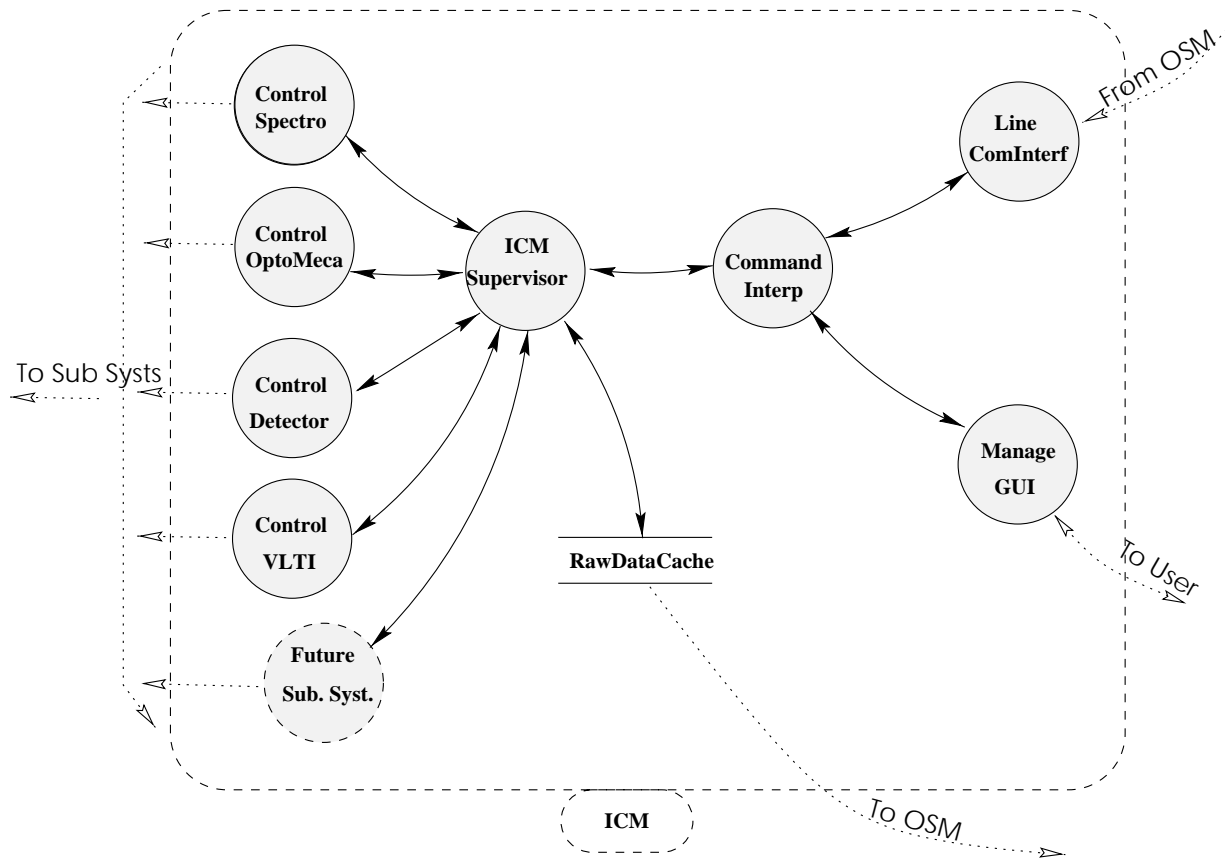 From OSM
Control
Spectro
Line
ComInterf
Control
OptoMeca
ICM
Supervisor
Command
Interp
To Sub Systs
Control
Detector
Manage
GUI
Control
VLTI
RawDataCache
To User
Future
Sub. Syst.
ICM
To OSM